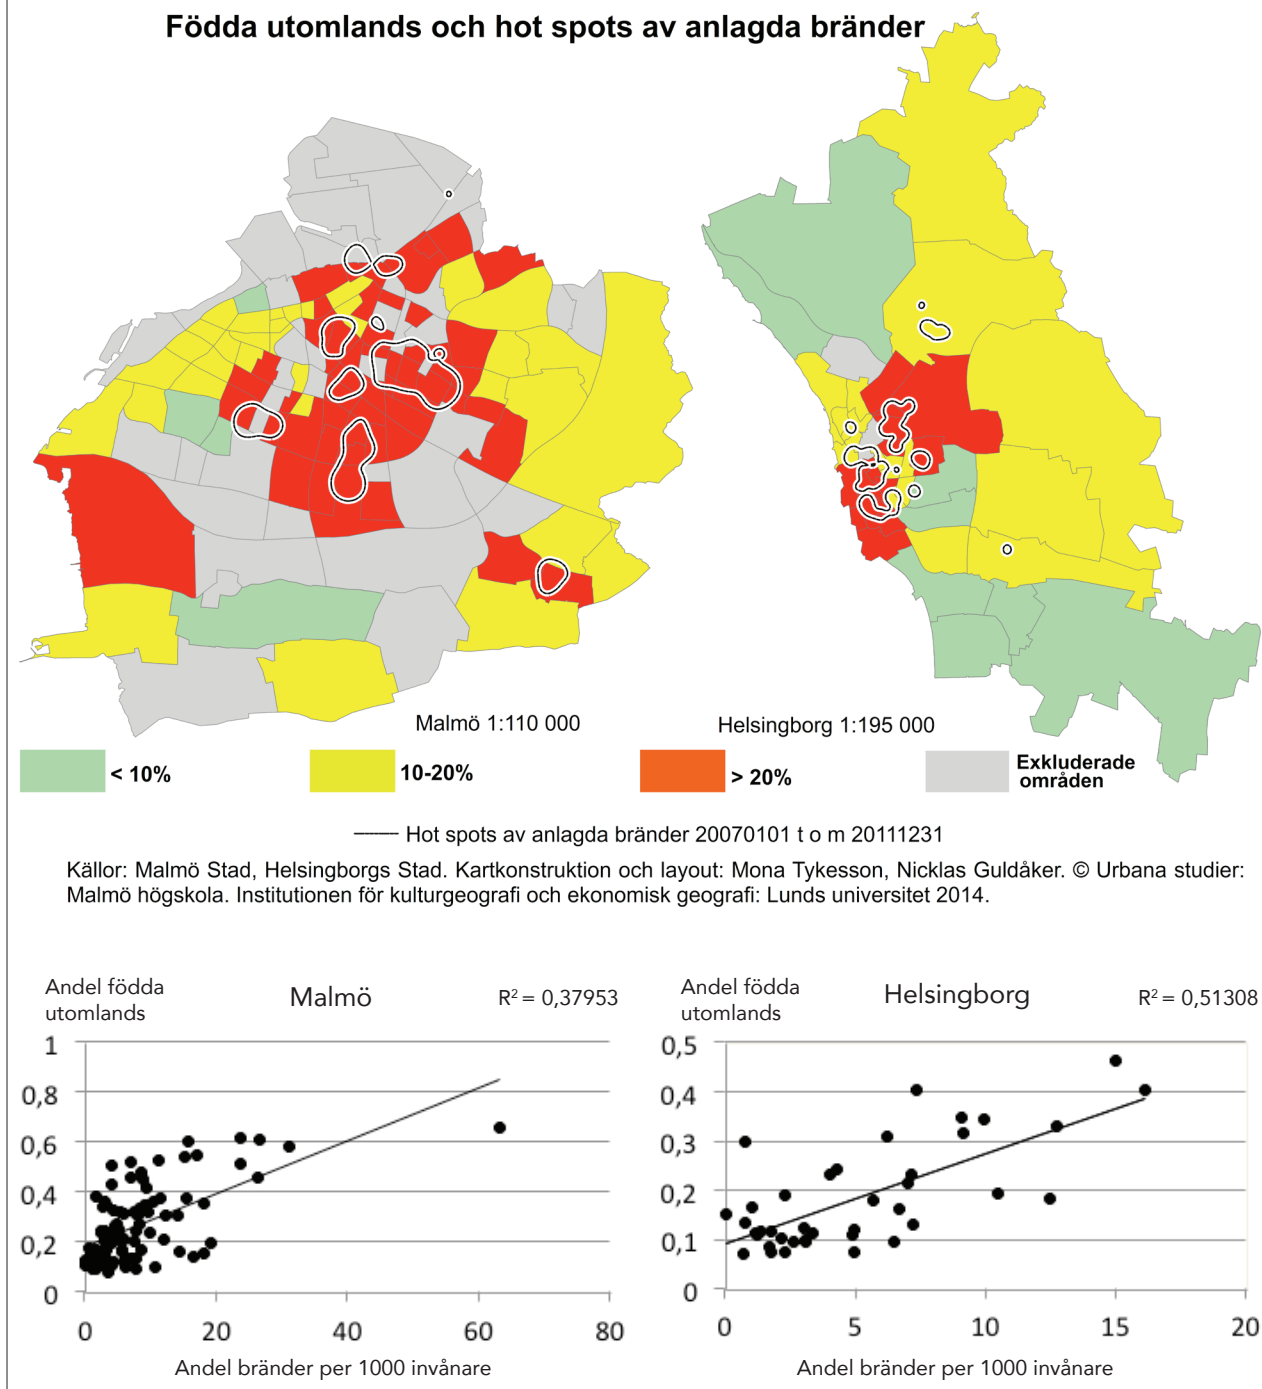 Födda utomlands och hot spots av anlagda bränder
Malmö 1:110 000
Helsingborg 1:195 000
< 10%
10-20%
> 20%
Exkluderade
områden
Hot spots av anlagda bränder 20070101 t o m 20111231
Källor: Malmö Stad, Helsingborgs Stad. Kartkonstruktion och layout: Mona Tykesson, Nicklas Guldåker. © Urbana studier:
Malmö högskola. Institutionen för kulturgeografi och ekonomisk geografi: Lunds universitet 2014.
Andel födda
utomlands
Malmö
R² = 0,37953
1
0,8
0,6
0,4
0,2
0
0 20 40 60 80
Andel bränder per 1000 invånare
Andel födda
utomlands
Helsingborg
R² = 0,51308
0,5
0,4
0,3
0,2
0,1
0
0 5 10 15 20
Andel bränder per 1000 invånare